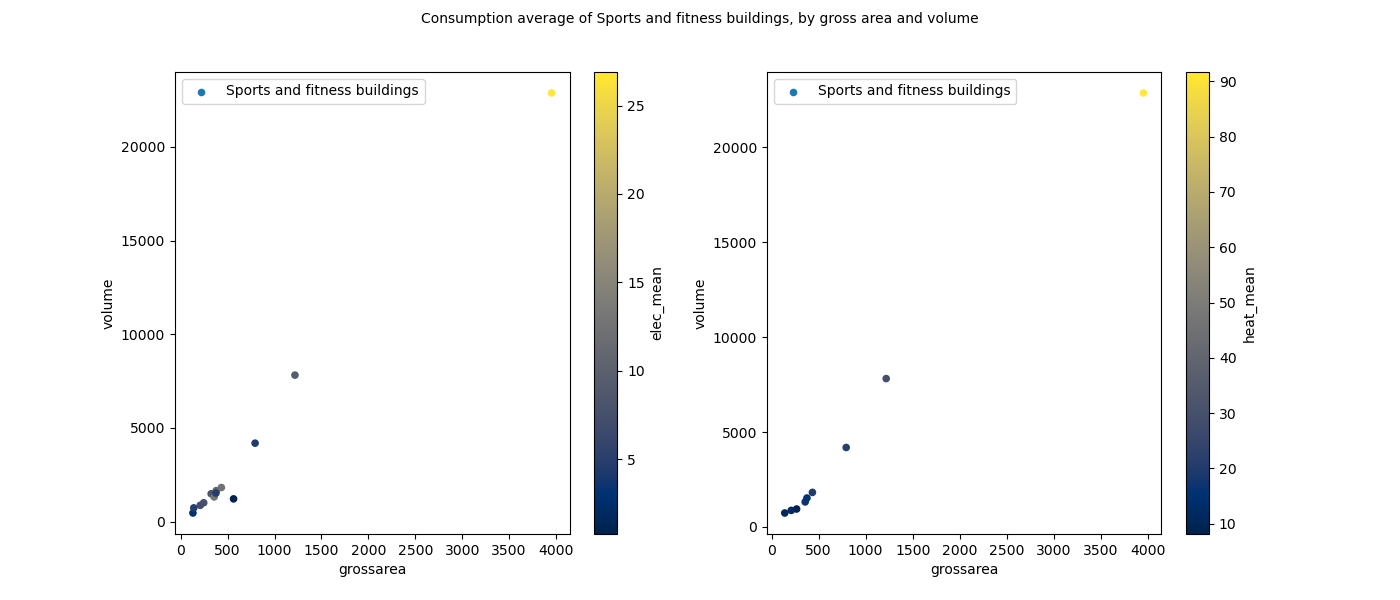 Consumption average of Sports and fitness buildings, by gross area and volume
Sports and fitness buildings
20000
15000
10000
5000
0
volume
0 500 1000 1500 2000 2500 3000 3500 4000
grossarea
25
20
15
10
5
elec_mean
Sports and fitness buildings
20000
15000
10000
5000
0
volume
0 500 1000 1500 2000 2500 3000 3500 4000
grossarea
90
80
70
60
50
40
30
20
10
heat_mean